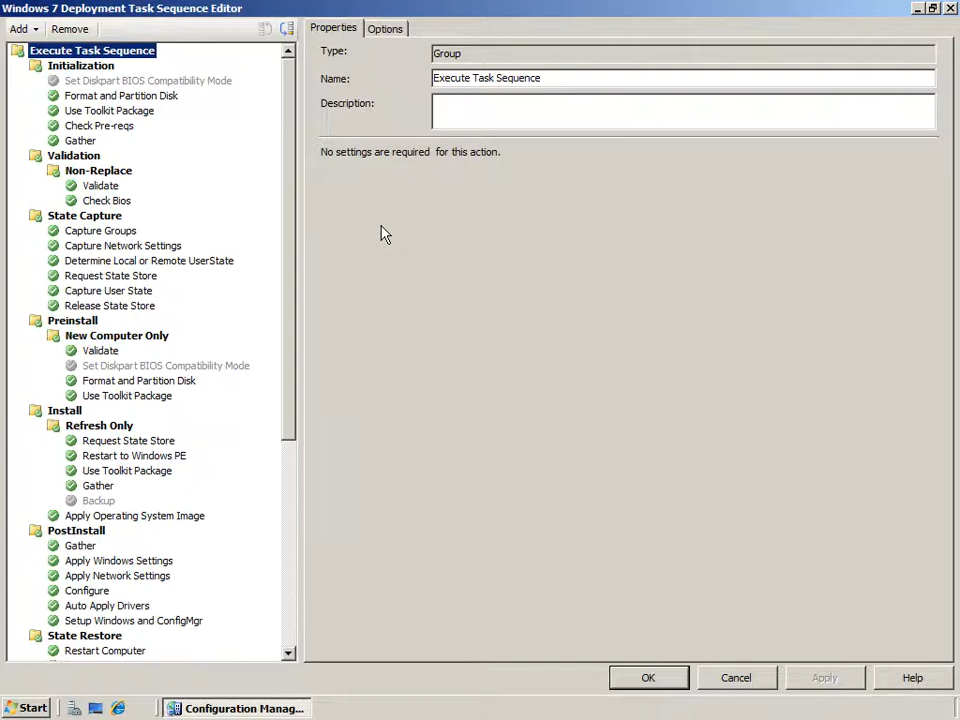 Windows 7 Deployment Task Sequence Editor
Add Remove
Properties Options
Execute Task Sequence
Initialization
Set Diskpart BIOS Compatibility Mode
Format and Partition Disk
Use Toolkit Package
Check Pre-reqs
Gather
Validation
Non-Replace
Validate
Check Bios
State Capture
Capture Groups
Capture Network Settings
Determine Local or Remote UserState
Request State Store
Capture User State
Release State Store
Preinstall
New Computer Only
Validate
Set Diskpart BIOS Compatibility Mode
Format and Partition Disk
Use Toolkit Package
Install
Refresh Only
Request State Store
Restart to Windows PE
Use Toolkit Package
Gather
Backup
Apply Operating System Image
PostInstall
Gather
Apply Windows Settings
Apply Network Settings
Configure
Auto Apply Drivers
Setup Windows and ConfigMgr
State Restore
Restart Computer
Type: Group
Name: Execute Task Sequence
Description:
No settings are required for this action.
OK Cancel Apply Help
Start Configuration Manag...